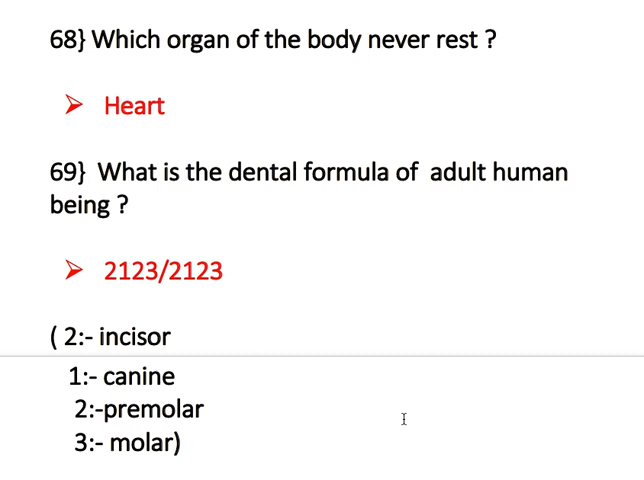 68} Which organ of the body never rest ?
➢ Heart
69} What is the dental formula of adult human
being ?
➢ 2123/2123
( 2:- incisor
1:- canine
2:-premolar
3:- molar)